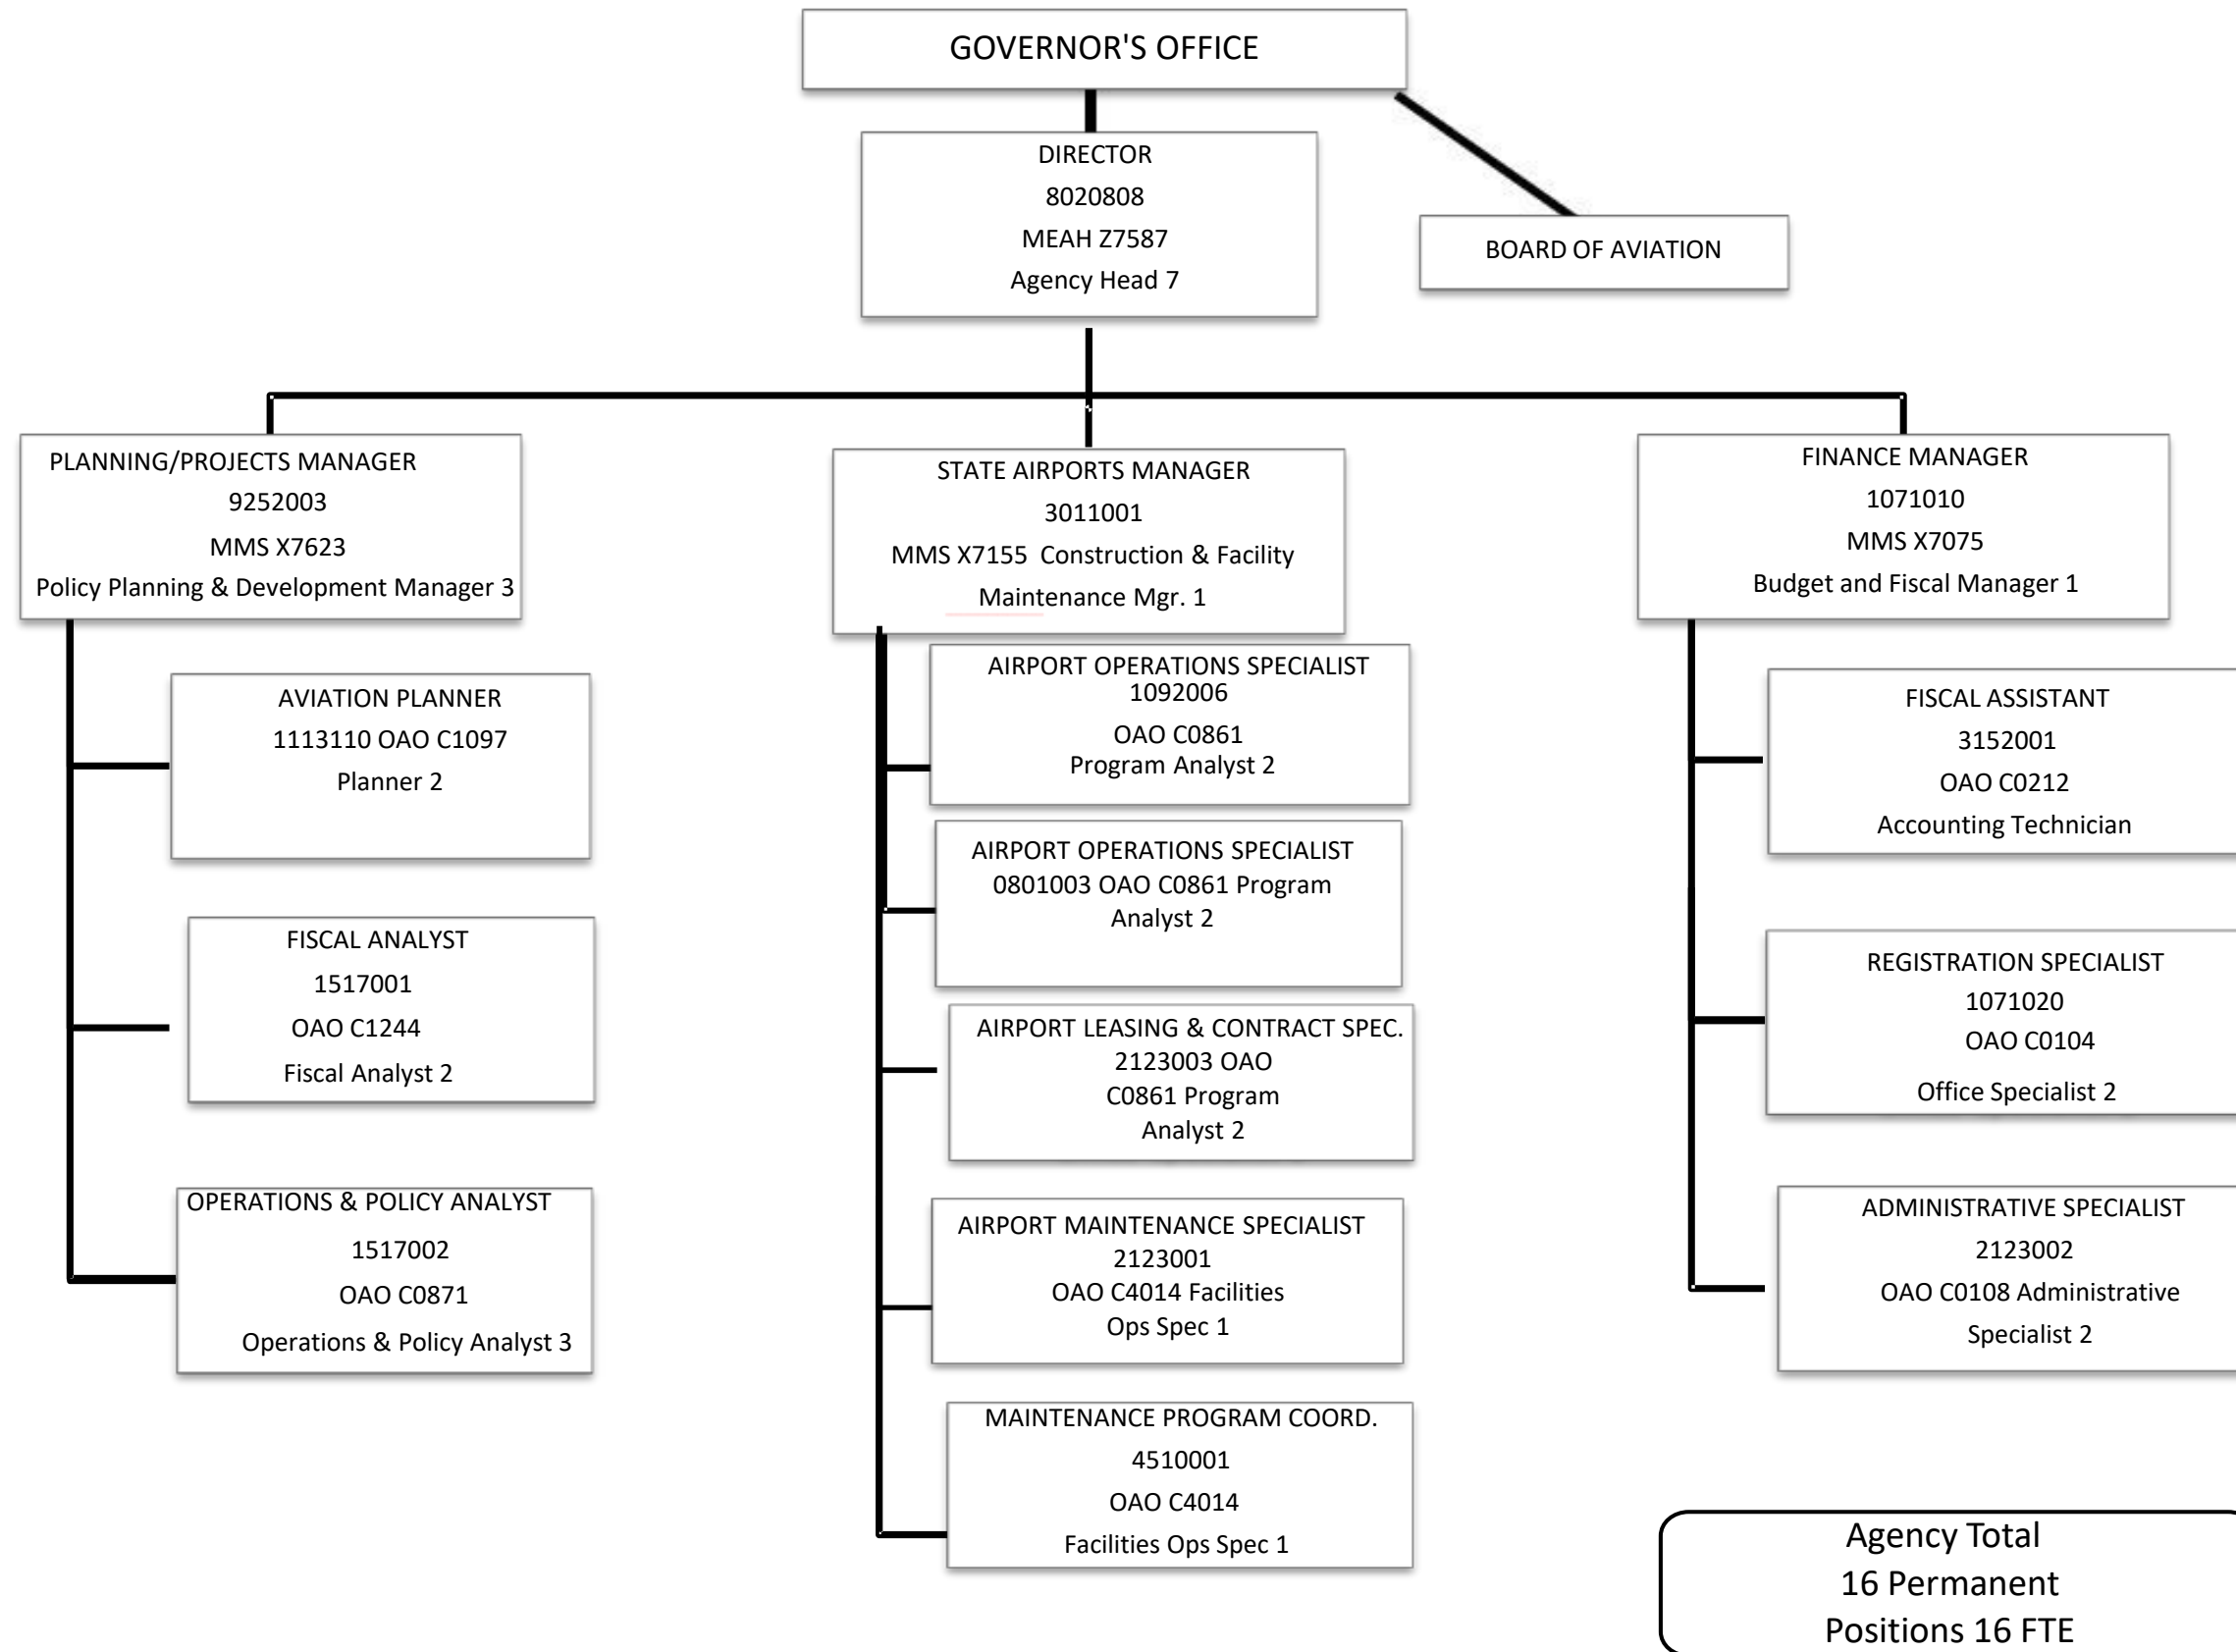 GOVERNOR'S OFFICE
DIRECTOR
8020808
MEAH Z7587
Agency Head 7
BOARD OF AVIATION
PLANNING/PROJECTS MANAGER
9252003
MMS X7623
Policy Planning & Development Manager 3
AVIATION PLANNER
1113110 OAO C1097
Planner 2
FISCAL ANALYST
1517001
OAO C1244
Fiscal Analyst 2
OPERATIONS & POLICY ANALYST
1517002
OAO C0871
Operations & Policy Analyst 3
STATE AIRPORTS MANAGER
3011001
MMS X7155  Construction & Facility
Maintenance Mgr. 1
AIRPORT OPERATIONS SPECIALIST
1092006
OAO C0861
Program Analyst 2
AIRPORT OPERATIONS SPECIALIST
0801003 OAO C0861 Program
Analyst 2
AIRPORT LEASING & CONTRACT SPEC.
2123003 OAO
C0861 Program
Analyst 2
AIRPORT MAINTENANCE SPECIALIST
2123001
OAO C4014 Facilities
Ops Spec 1
MAINTENANCE PROGRAM COORD.
4510001
OAO C4014
Facilities Ops Spec 1
FINANCE MANAGER
1071010
MMS X7075
Budget and Fiscal Manager 1
FISCAL ASSISTANT
3152001
OAO C0212
Accounting Technician
REGISTRATION SPECIALIST
1071020
OAO C0104
Office Specialist 2
ADMINISTRATIVE SPECIALIST
2123002
OAO C0108 Administrative
Specialist 2
Agency Total
16 Permanent
Positions 16 FTE